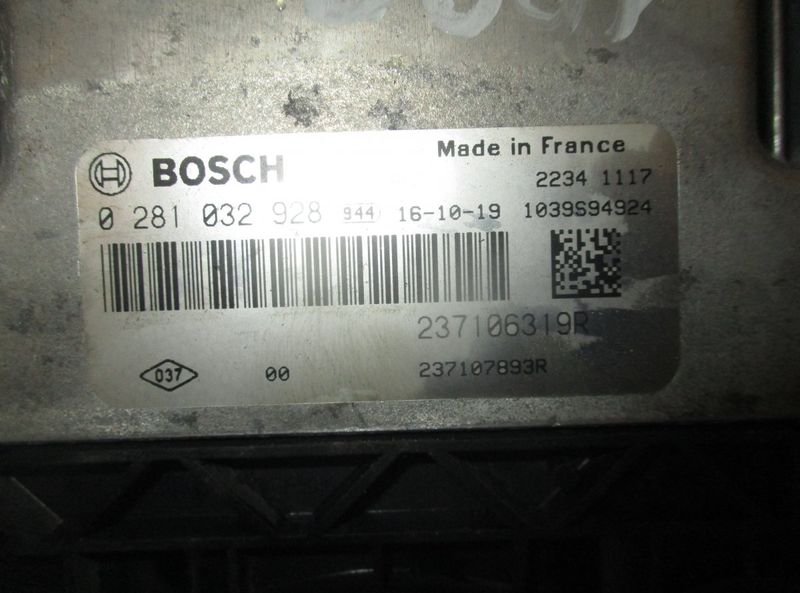 BOSCH
Made in France
2234 1117
0 281 032 928 944 16-10-19 1039S94924
237106319R
037 00 237107893R